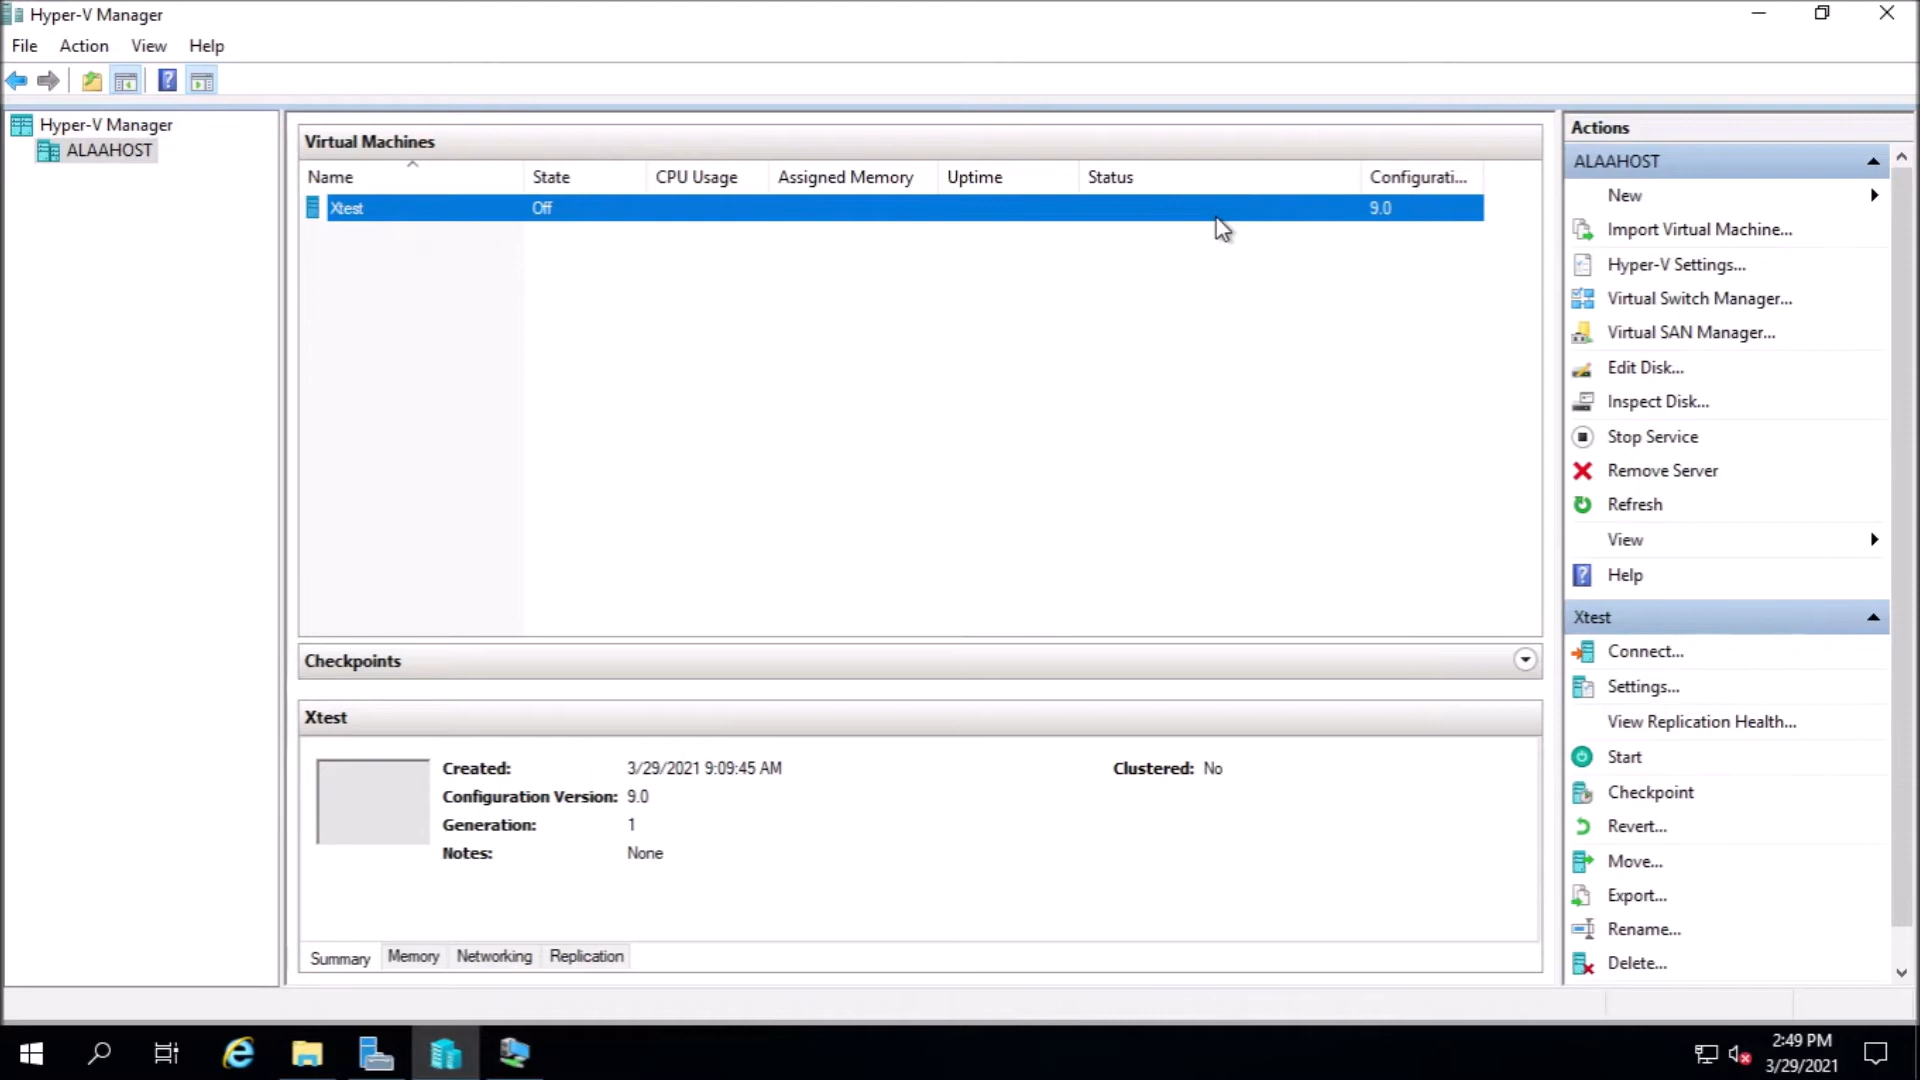 Hyper-V Manager
File Action View Help
Hyper-V Manager
ALAAHOST
Virtual Machines
Name State CPU Usage Assigned Memory Uptime Status Configurati...
Xtest Off 9.0
Checkpoints
Xtest
Created: 3/29/2021 9:09:45 AM Clustered: No
Configuration Version: 9.0
Generation: 1
Notes: None
Summary Memory Networking Replication
Actions
ALAAHOST
New
Import Virtual Machine...
Hyper-V Settings...
Virtual Switch Manager...
Virtual SAN Manager...
Edit Disk...
Inspect Disk...
Stop Service
Remove Server
Refresh
View
Help
Xtest
Connect...
Settings...
View Replication Health...
Start
Checkpoint
Revert...
Move...
Export...
Rename...
Delete...
2:49 PM
3/29/2021